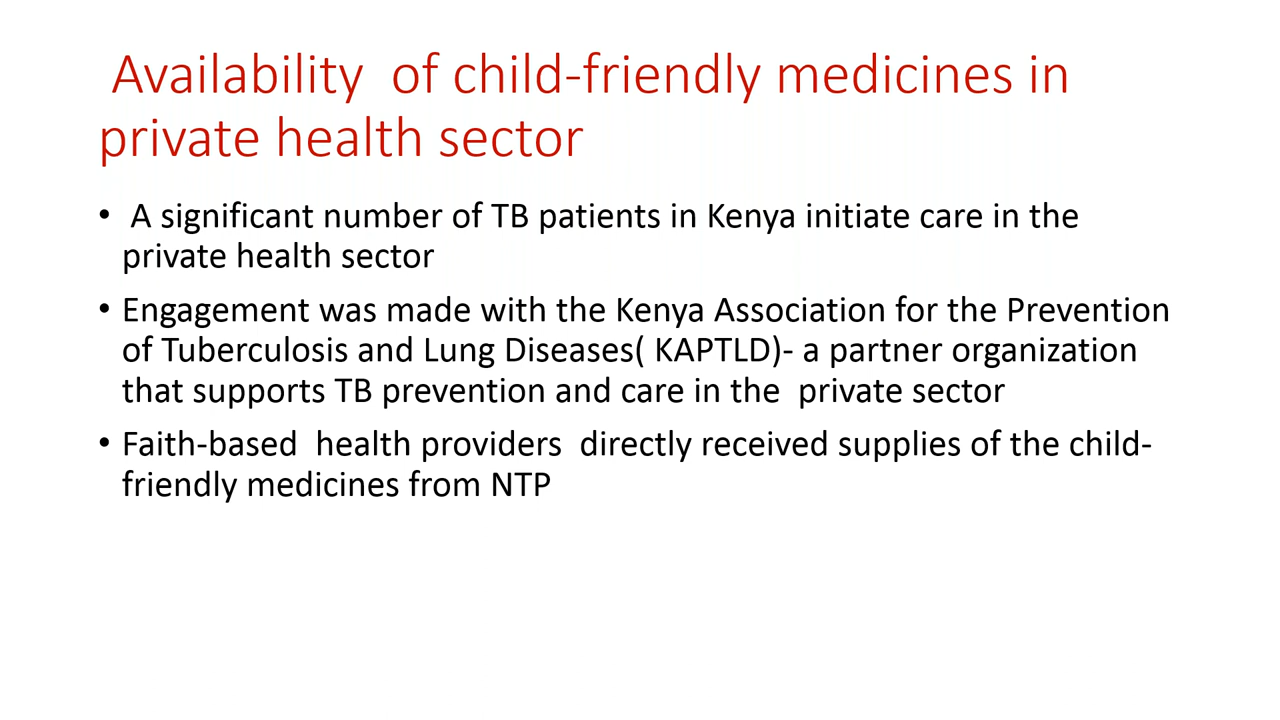 Availability of child-friendly medicines in
private health sector
• A significant number of TB patients in Kenya initiate care in the
private health sector
• Engagement was made with the Kenya Association for the Prevention
of Tuberculosis and Lung Diseases( KAPTLD)- a partner organization
that supports TB prevention and care in the private sector
• Faith-based health providers directly received supplies of the child-
friendly medicines from NTP